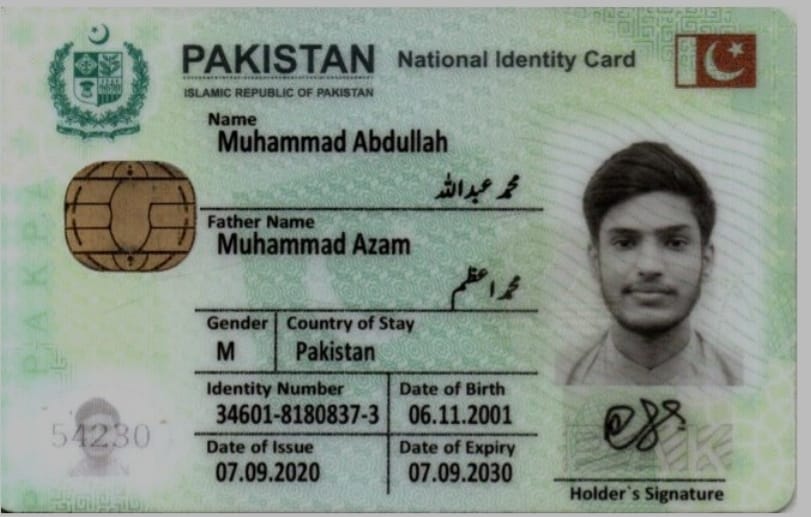 PAKISTAN National Identity Card
ISLAMIC REPUBLIC OF PAKISTAN
Name
Muhammad Abdullah
محمد عبداللہ
Father Name
Muhammad Azam
محمد اعظم
Gender Country of Stay
M Pakistan
Identity Number Date of Birth
34601-8180837-3 06.11.2001
54230
Date of Issue Date of Expiry
07.09.2020 07.09.2030
Holder`s Signature